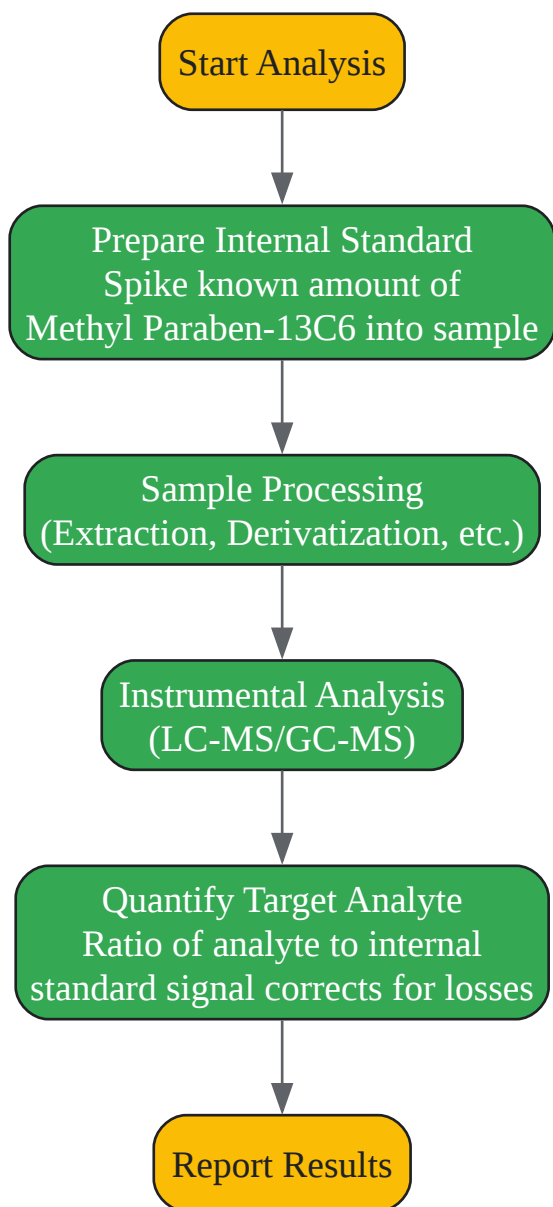 Start Analysis
Prepare Internal Standard
Spike known amount of
Methyl Paraben-13C6 into sample
Sample Processing
(Extraction, Derivatization, etc.)
Instrumental Analysis
(LC-MS/GC-MS)
Quantify Target Analyte
Ratio of analyte to internal
standard signal corrects for losses
Report Results